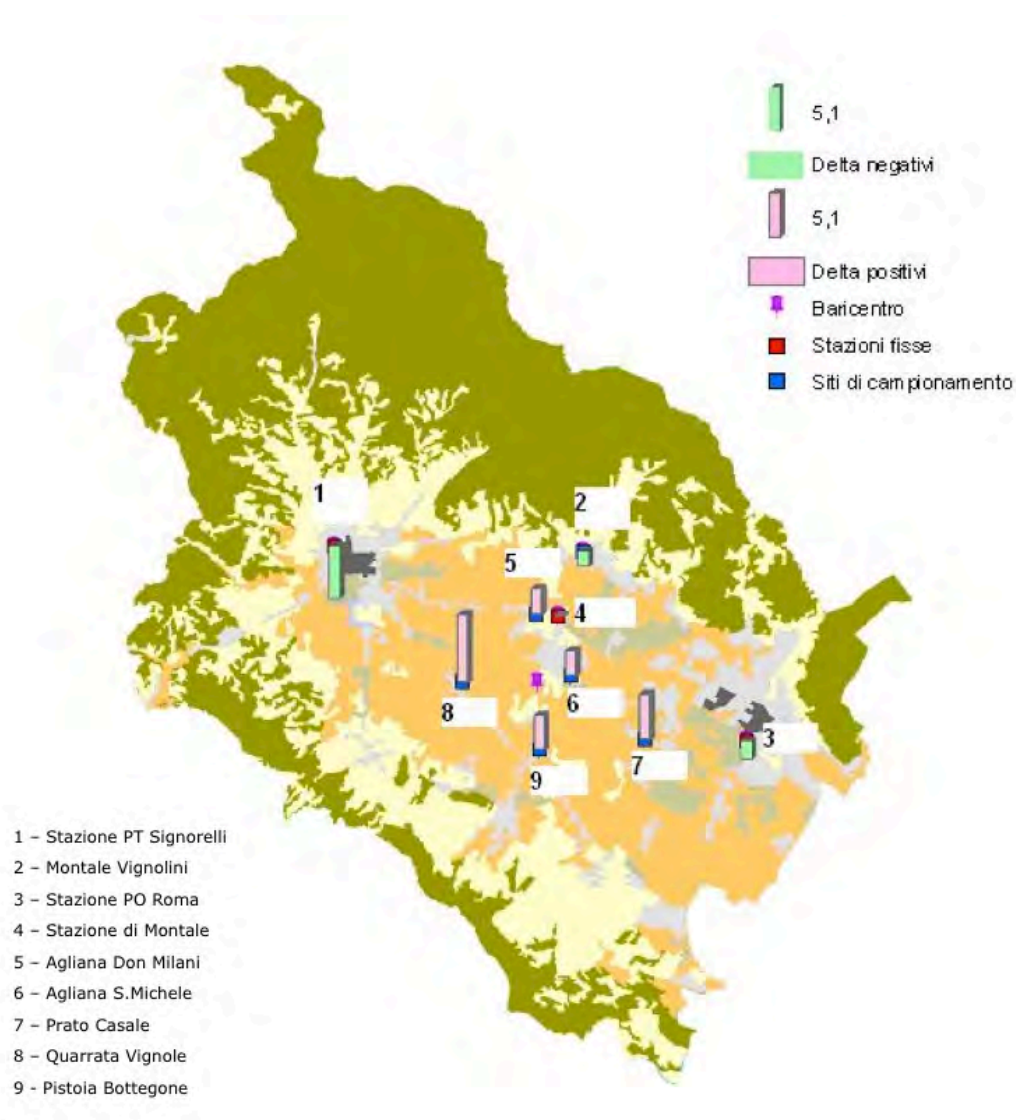 5,1
Delta negativi
5,1
Delta positivi
Baricentro
Stazioni fisse
Siti di campionamento
1
2
5
4
6
8
7
3
9
1 – Stazione PT Signorelli
2 – Montale Vignolini
3 – Stazione PO Roma
4 – Stazione di Montale
5 – Agliana Don Milani
6 – Agliana S.Michele
7 – Prato Casale
8 – Quarrata Vignole
9 - Pistoia Bottegone